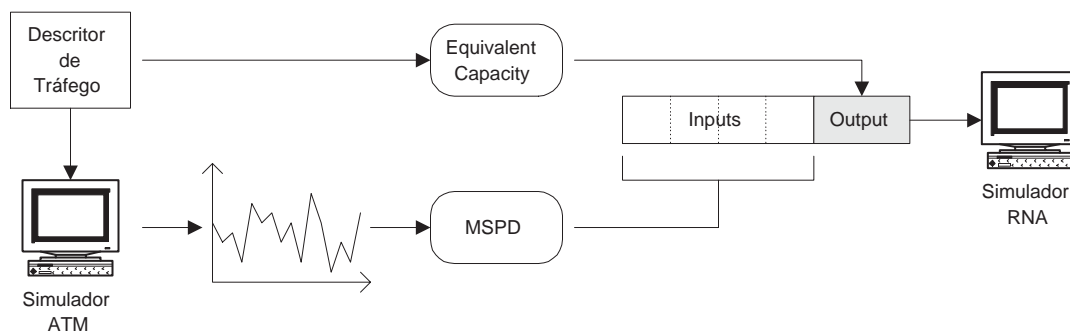 Descritor
de
Tráfego
Equivalent
Capacity
Inputs
Output
Simulador
RNA
MSPD
Simulador
ATM